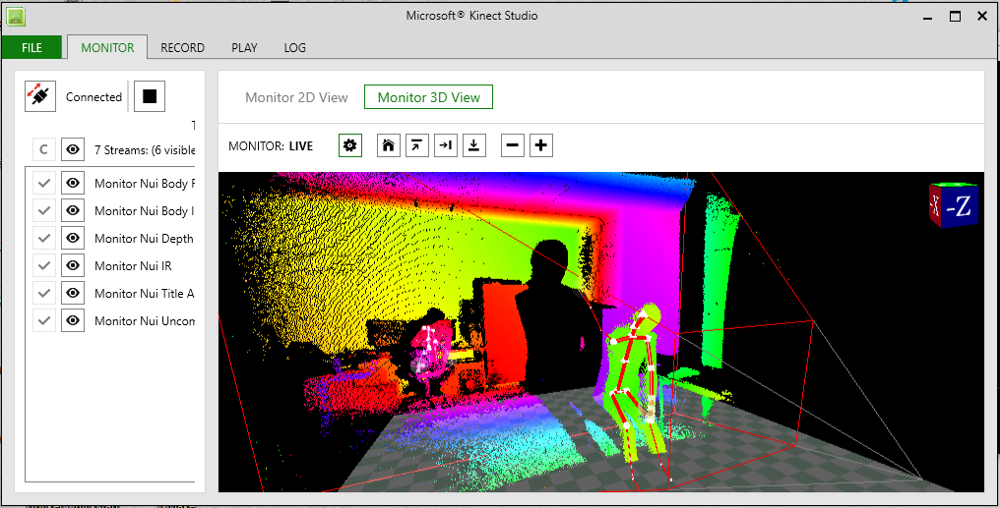 Microsoft® Kinect Studio
FILE MONITOR RECORD PLAY LOG
Connected
Monitor 2D View Monitor 3D View
C 7 Streams: (6 visible
MONITOR: LIVE
Monitor Nui Body F
Monitor Nui Body I
Monitor Nui Depth
Monitor Nui IR
Monitor Nui Title A
Monitor Nui Uncom
-X
-Z